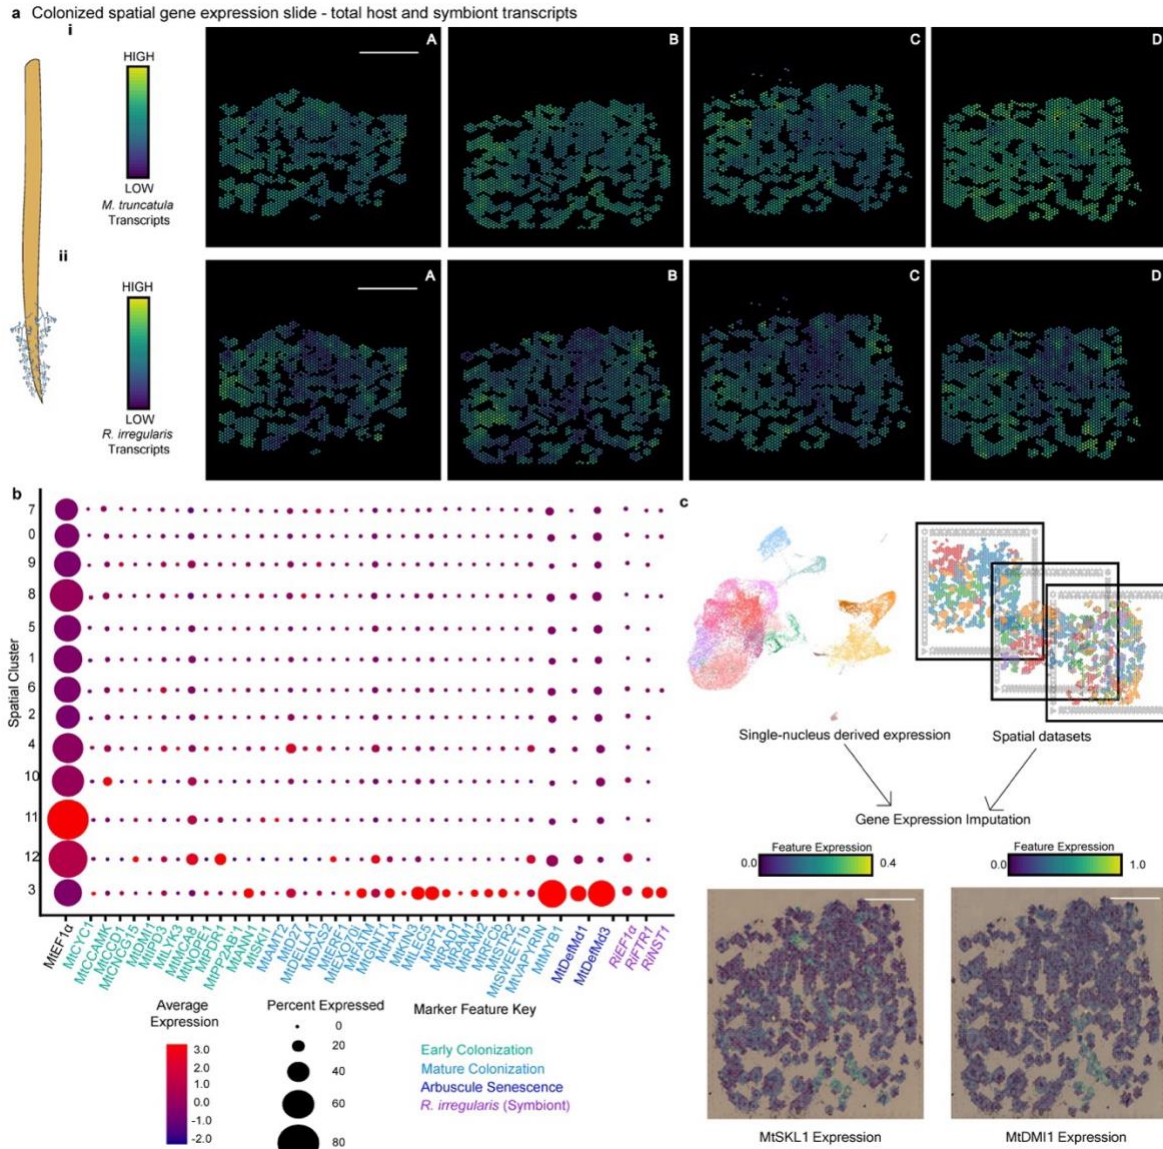 a Colonized spatial gene expression slide - total host and symbiont transcripts
i
HIGH
LOW
M. truncatula
Transcripts
A
B
C
D
ii
HIGH
LOW
R. irregularis
Transcripts
A
B
C
D
b
Spatial Cluster
7
0
9
8
5
1
6
2
4
10
11
12
3
MtEF1α
MtCYC1
MtCCAMK
MtCCD1
MtCNGC15
MtDMI1
MtIPD3
MtLYK3
MtMCA8
MtNOPE1
MtPDR1
MtPP2AB1
MtRANN1
MtSKL1
MtAMT2
MtD27
MtDELLA1
MtDXS2
MtERF1
MtEXO70I
MtFATM
MtGINT1
MtHA1
MtKIN3
MtLEC5
MtPT4
MtRAD1
MtRAM1
MtRAM2
MtRFCb
MtSTR2
MtSWEET1b
MtVAPYRIN
MtMYB1
MtDefMd1
MtDefMd3
RiEF1α
RiFTR1
RiNST1
Average
Expression
3.0
2.0
1.0
0.0
-1.0
-2.0
Percent Expressed
0
20
40
60
80
Marker Feature Key
Early Colonization
Mature Colonization
Arbuscule Senescence
R. irregularis (Symbiont)
c
Single-nucleus derived expression
Spatial datasets
Gene Expression Imputation
Feature Expression
0.0
0.4
Feature Expression
0.0
1.0
MtSKL1 Expression
MtDMI1 Expression